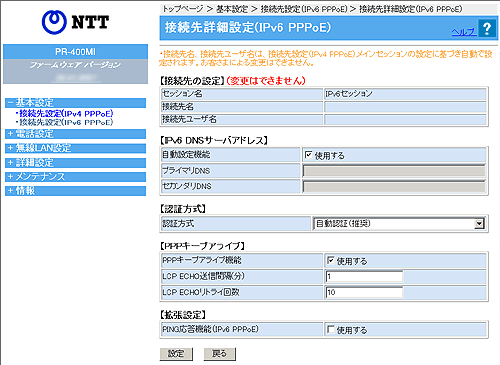 トップページ > 基本設定 > 接続先設定(IPv6 PPPoE) > 接続先詳細設定(IPv6 PPPoE)
NTT
接続先詳細設定(IPv6 PPPoE)
ヘルプ ?
PR-400MI
ファームウェア バージョン
*接続先名、接続先ユーザ名は、接続先設定(IPv4 PPPoE)メインセッションの設定に基づき自動で設定されます。お客さまによる変更はできません。
-基本設定
・接続先設定(IPv4 PPPoE)
・接続先設定(IPv6 PPPoE)
+電話設定
+無線LAN設定
+詳細設定
+メンテナンス
+情報
【接続先の設定】(変更はできません)
セッション名 IPv6セッション
接続先名
接続先ユーザ名
【IPv6 DNSサーバアドレス】
自動設定機能 使用する
プライマリDNS
セカンダリDNS
【認証方式】
認証方式 自動認証(推奨)
【PPPキープアライブ】
PPPキープアライブ機能 使用する
LCP ECHO送信間隔(分) 1
LCP ECHOリトライ回数 10
【拡張設定】
PING応答機能(IPv6 PPPoE) 使用する
設定 戻る